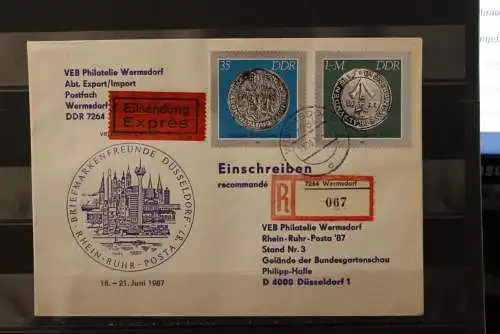 VEB Philatelie Wermsdorf
Abt. Export/Import
Postfach
Wermsdorf
DDR 7264
Eilsendung
Exprès
35 DDR
1,-M DDR
Einschreiben
recommandé
R 7264 Wermsdorf
067
BRIEFMARKENFREUNDE DÜSSELDORF
RHEIN-RUHR-POSTA '87
VEB Philatelie Wermsdorf
Rhein-Ruhr-Posta '87
Stand Nr. 3
Gelände der Bundesgartenschau
Philipp-Halle
D 4000 Düsseldorf 1
18. - 21. Juni 1987